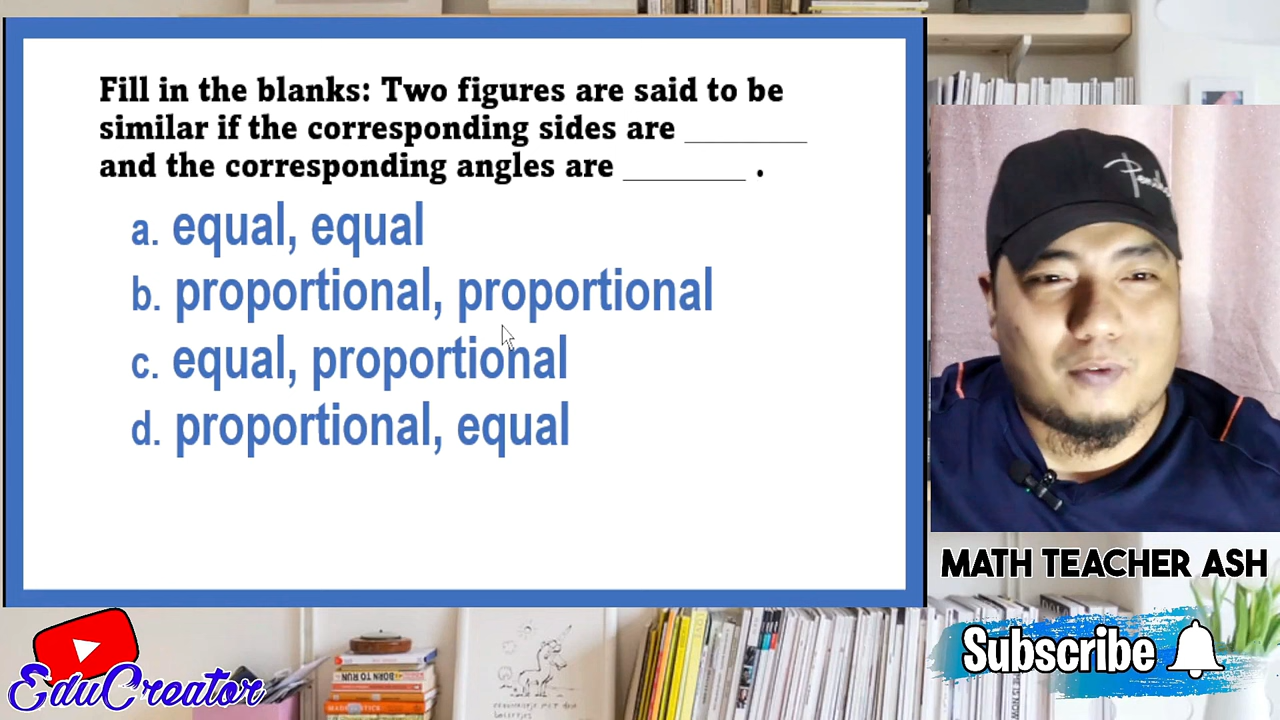 Fill in the blanks: Two figures are said to be
similar if the corresponding sides are ________
and the corresponding angles are ________ .
a. equal, equal
b. proportional, proportional
c. equal, proportional
d. proportional, equal
MATH TEACHER ASH
Subscribe
EduCreator
BORN TO RUN